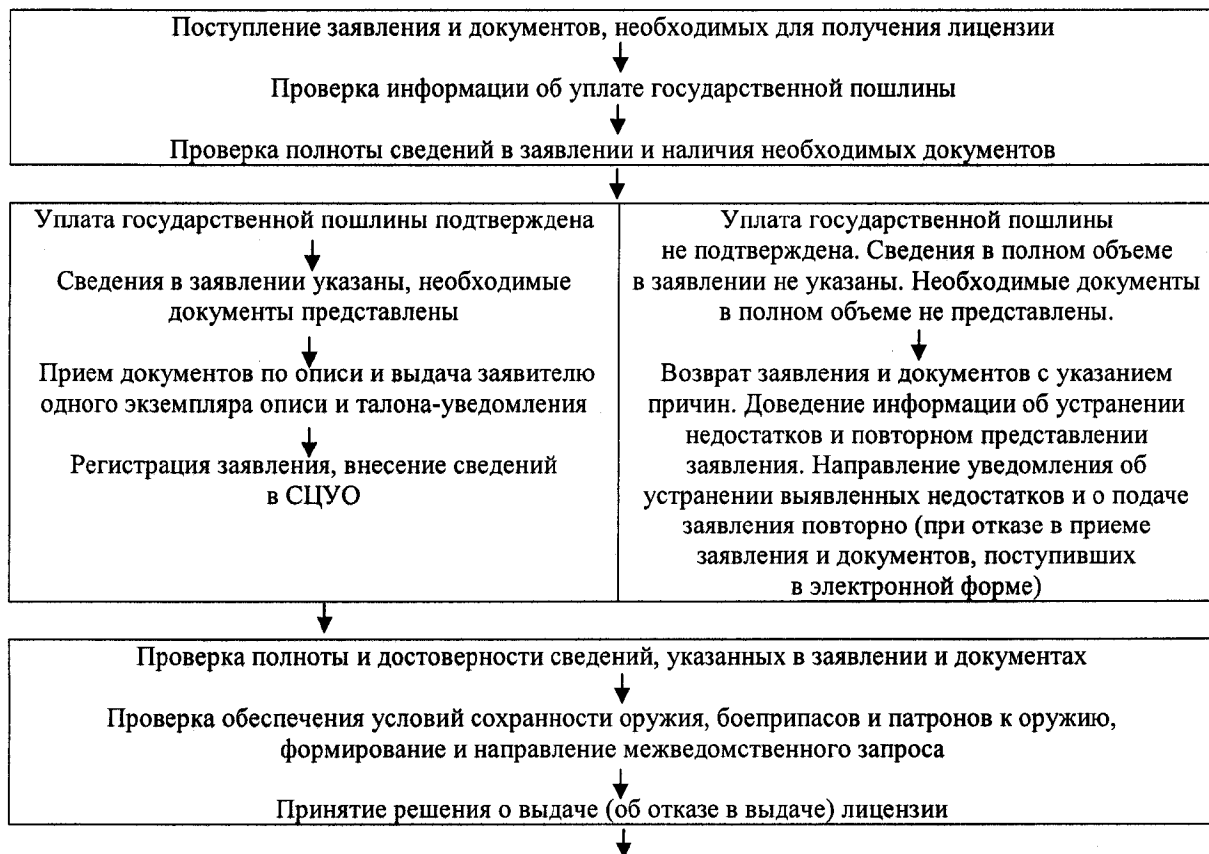 Поступление заявления и документов, необходимых для получения лицензии
Проверка информации об уплате государственной пошлины
Проверка полноты сведений в заявлении и наличия необходимых документов
Уплата государственной пошлины подтверждена
Сведения в заявлении указаны, необходимые
документы представлены
Прием документов по описи и выдача заявителю
одного экземпляра описи и талона-уведомления
Регистрация заявления, внесение сведений
в СЦУО
Уплата государственной пошлины
не подтверждена. Сведения в полном объеме
в заявлении не указаны. Необходимые документы
в полном объеме не представлены.
Возврат заявления и документов с указанием
причин. Доведение информации об устранении
недостатков и повторном представлении
заявления. Направление уведомления об
устранении выявленных недостатков и о подаче
заявления повторно (при отказе в приеме
заявления и документов, поступивших
в электронной форме)
Проверка полноты и достоверности сведений, указанных в заявлении и документах
Проверка обеспечения условий сохранности оружия, боеприпасов и патронов к оружию,
формирование и направление межведомственного запроса
Принятие решения о выдаче (об отказе в выдаче) лицензии